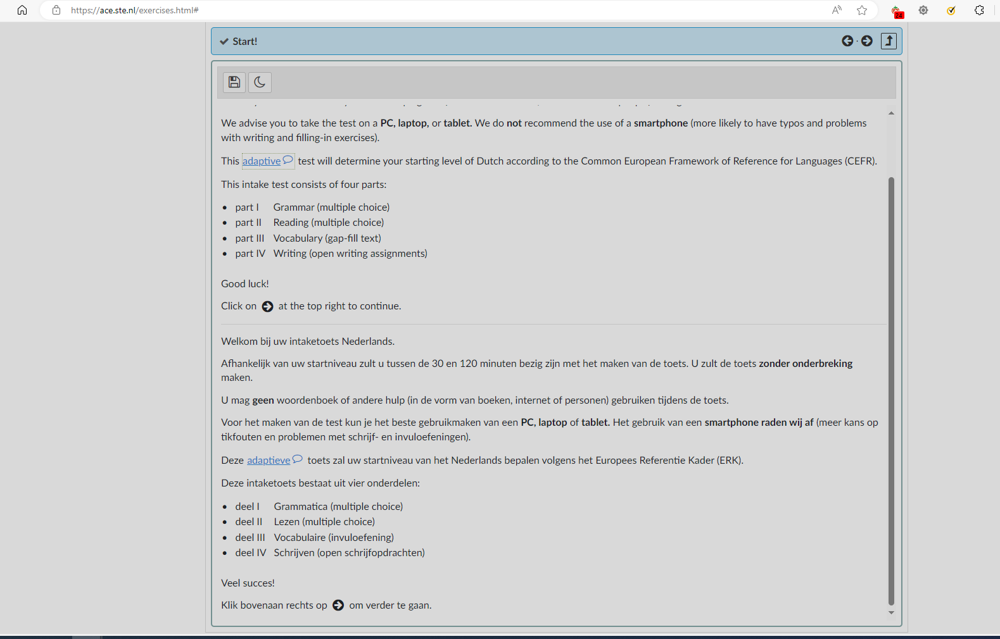 https://ace.ste.nl/exercises.html#
24
Start!
We advise you to take the test on a PC, laptop, or tablet. We do not recommend the use of a smartphone (more likely to have typos and problems
with writing and filling-in exercises).
This adaptive test will determine your starting level of Dutch according to the Common European Framework of Reference for Languages (CEFR).
This intake test consists of four parts:
• part I Grammar (multiple choice)
• part II Reading (multiple choice)
• part III Vocabulary (gap-fill text)
• part IV Writing (open writing assignments)
Good luck!
Click on at the top right to continue.
Welkom bij uw intaketoets Nederlands.
Afhankelijk van uw startniveau zult u tussen de 30 en 120 minuten bezig zijn met het maken van de toets. U zult de toets zonder onderbreking
maken.
U mag geen woordenboek of andere hulp (in de vorm van boeken, internet of personen) gebruiken tijdens de toets.
Voor het maken van de test kun je het beste gebruikmaken van een PC, laptop of tablet. Het gebruik van een smartphone raden wij af (meer kans op
tikfouten en problemen met schrijf- en invuloefeningen).
Deze adaptieve toets zal uw startniveau van het Nederlands bepalen volgens het Europees Referentie Kader (ERK).
Deze intaketoets bestaat uit vier onderdelen:
• deel I Grammatica (multiple choice)
• deel II Lezen (multiple choice)
• deel III Vocabulaire (invuloefening)
• deel IV Schrijven (open schrijfopdrachten)
Veel succes!
Klik bovenaan rechts op om verder te gaan.